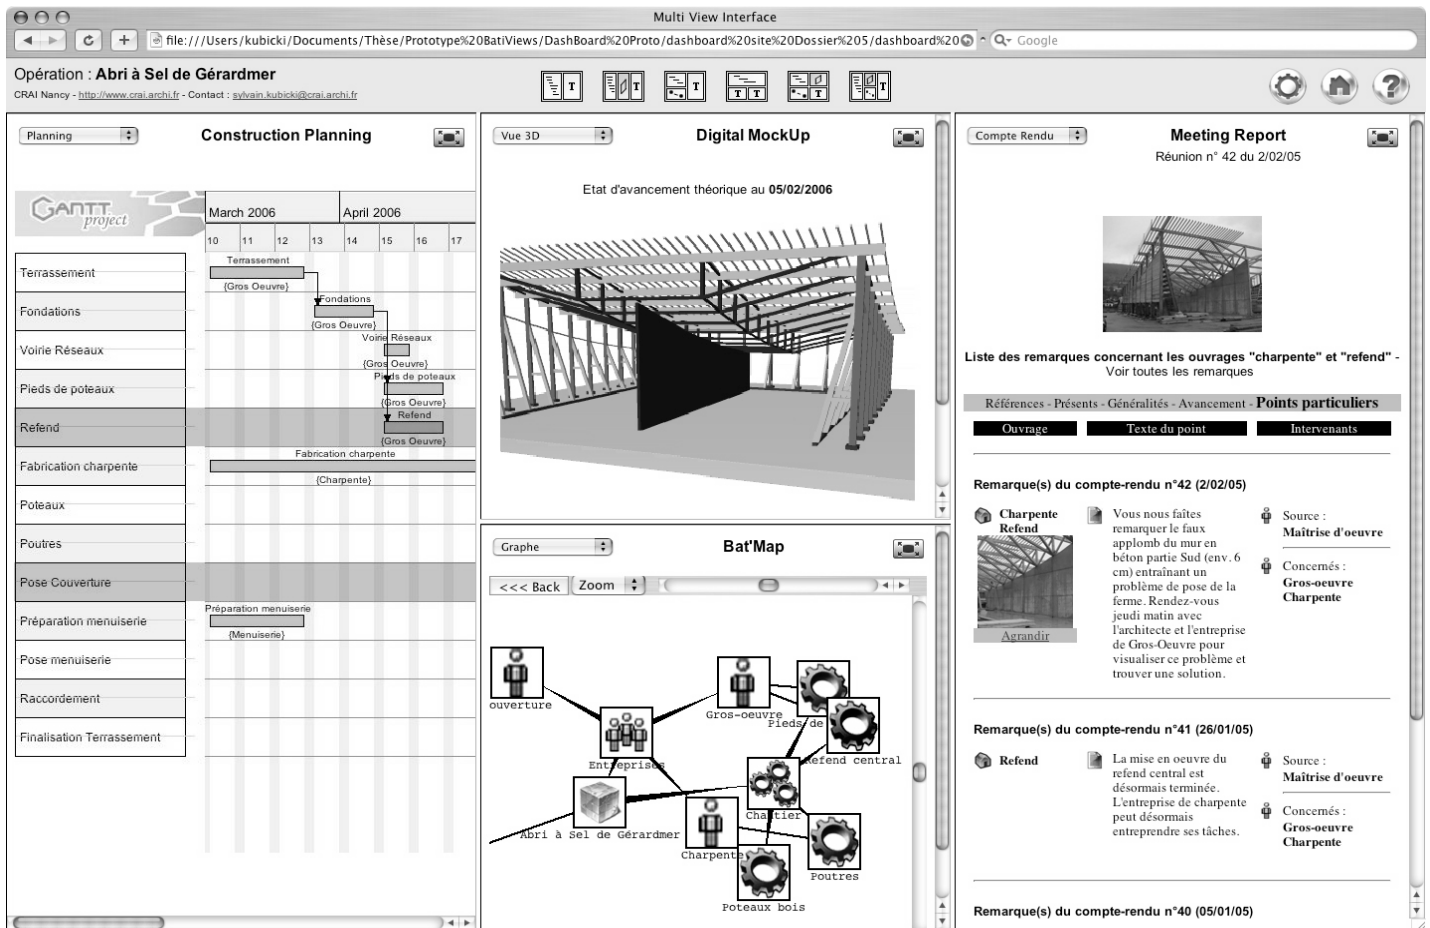 Multi View Interface
file:///Users/kubicki/Documents/Thèse/Prototype%20BatiViews/DashBoard%20Proto/dashboard%20site%20Dossier%205/dashboard%20
Google
Opération : Abri à Sel de Gérardmer
CRAI Nancy - http://www.crai.archi.fr - Contact : sylvain.kubicki@crai.archi.fr
T
T
T
T T
T
T
Planning
Construction Planning
GANTT
project
March 2006
April 2006
10 11 12 13 14 15 16 17
Terrassement
Terrassement
{Gros Oeuvre}
Fondations
Fondations
{Gros Oeuvre}
Voirie Réseaux
Voirie Réseaux
{Gros Oeuvre}
Pieds de poteaux
Pieds de poteaux
{Gros Oeuvre}
Refend
Refend
{Gros Oeuvre}
Fabrication charpente
Fabrication charpente
{Charpente}
Poteaux
Poutres
Pose Couverture
Préparation menuiserie
Préparation menuiserie
{Menuiserie}
Pose menuiserie
Raccordement
Finalisation Terrassement
Vue 3D
Digital MockUp
Etat d'avancement théorique au 05/02/2006
Graphe
Bat'Map
<<< Back
Zoom
ouverture
Gros-oeuvre
Pieds de
Refend central
Entreprises
Chantier
Abri à Sel de Gérardmer
Charpente
Poutres
Poteaux bois
Compte Rendu
Meeting Report
Réunion n° 42 du 2/02/05
Liste des remarques concernant les ouvrages "charpente" et "refend" -
Voir toutes les remarques
Références - Présents - Généralités - Avancement - Points particuliers
Ouvrage
Texte du point
Intervenants
Remarque(s) du compte-rendu n°42 (2/02/05)
Charpente
Refend
Agrandir
Vous nous faîtes
remarquer le faux
applomb du mur en
béton partie Sud (env. 6
cm) entraînant un
problème de pose de la
ferme. Rendez-vous
jeudi matin avec
l'architecte et l'entreprise
de Gros-Oeuvre pour
visualiser ce problème et
trouver une solution.
Source :
Maîtrise d'oeuvre
Concernés :
Gros-oeuvre
Charpente
Remarque(s) du compte-rendu n°41 (26/01/05)
Refend
La mise en oeuvre du
refend central est
désormais terminée.
L'entreprise de charpente
peut désormais
entreprendre ses tâches.
Source :
Maîtrise d'oeuvre
Concernés :
Gros-oeuvre
Charpente
Remarque(s) du compte-rendu n°40 (05/01/05)